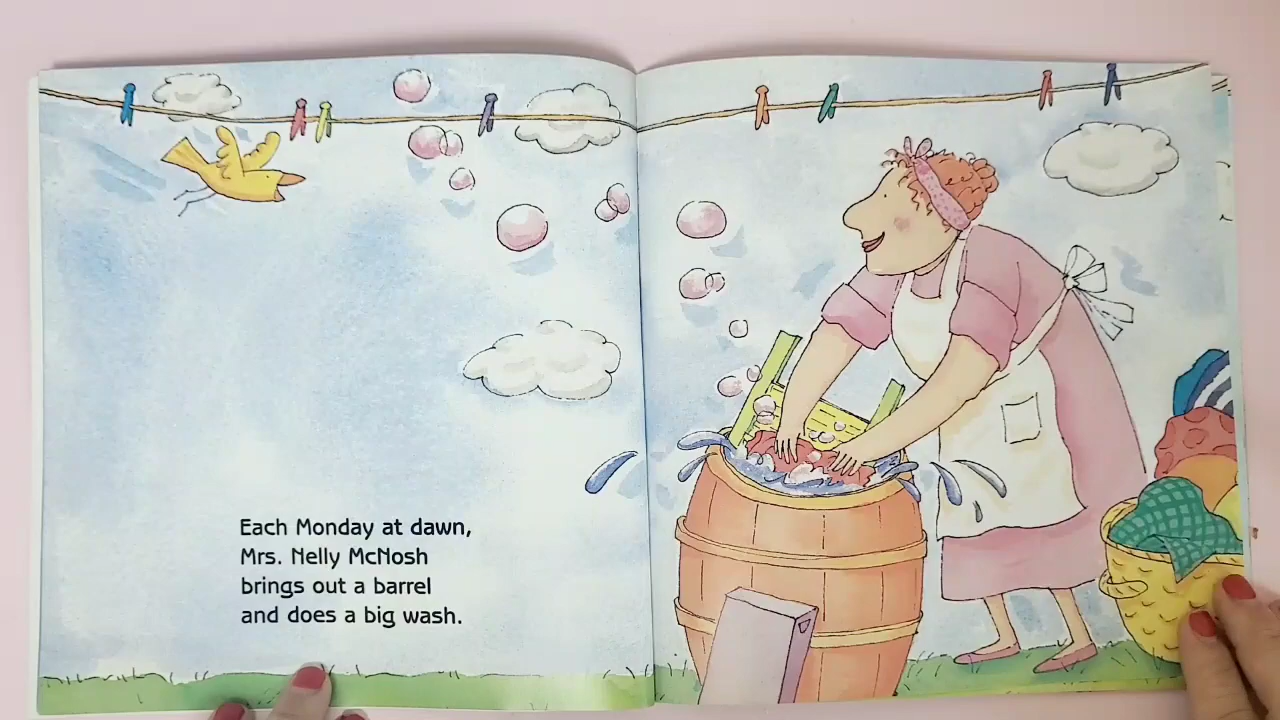 Each Monday at dawn,
Mrs. Nelly McNosh
brings out a barrel
and does a big wash.